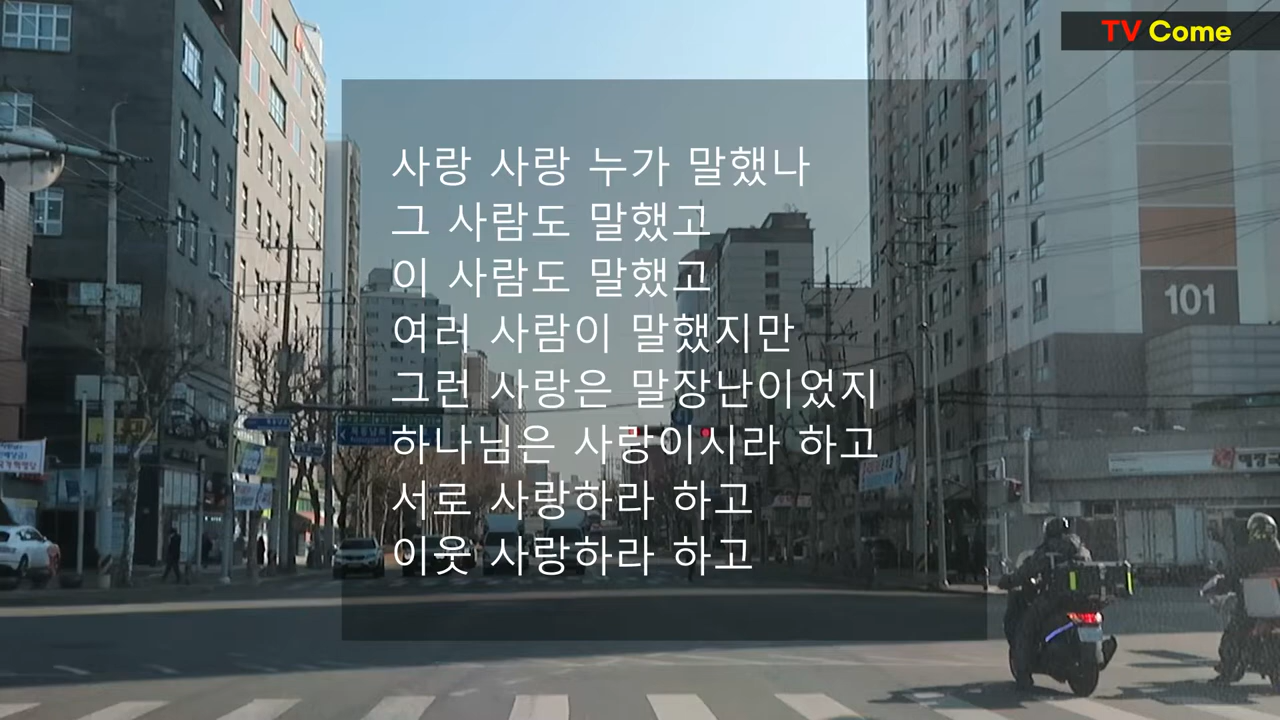 TV Come
사랑 사랑 누가 말했나
그 사람도 말했고
이 사람도 말했고
여러 사람이 말했지만
그런 사랑은 말장난이었지
하나님은 사랑이시라 하고
서로 사랑하라 하고
이웃 사랑하라 하고
101